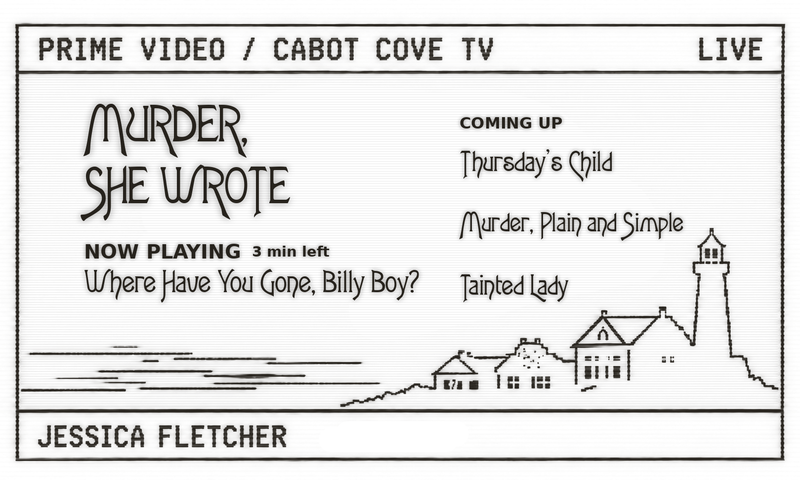 PRIME VIDEO / CABOT COVE TV
LIVE
MURDER,
SHE WROTE
NOW PLAYING 3 min left
Where Have You Gone, Billy Boy?
COMING UP
Thursday's Child
Murder, Plain and Simple
Tainted Lady
JESSICA FLETCHER